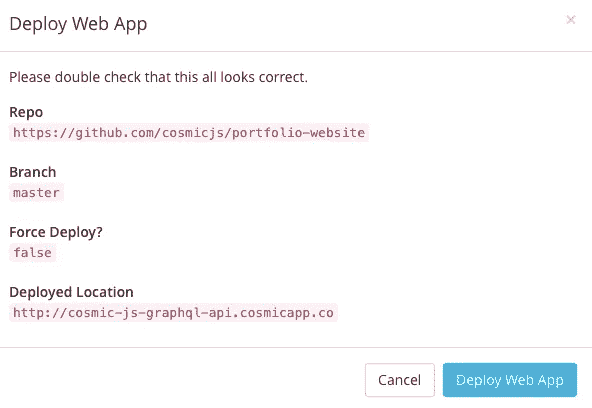 Deploy Web App
×
Please double check that this all looks correct.
Repo
https://github.com/cosmicjs/portfolio-website
Branch
master
Force Deploy?
false
Deployed Location
http://cosmic-js-graphql-api.cosmicapp.co
Cancel Deploy Web App